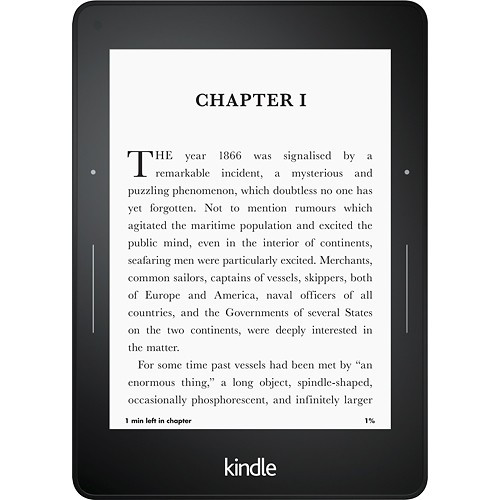 CHAPTER I
THE year 1866 was signalised by a
remarkable incident, a mysterious and
puzzling phenomenon, which doubtless no one has
yet forgotten. Not to mention rumours which
agitated the maritime population and excited the
public mind, even in the interior of continents,
seafaring men were particularly excited. Merchants,
common sailors, captains of vessels, skippers, both
of Europe and America, naval officers of all
countries, and the Governments of several States
on the two continents, were deeply interested in
the matter.
For some time past vessels had been met by “an
enormous thing,” a long object, spindle-shaped,
occasionally phosphorescent, and infinitely larger
1 min left in chapter 1%
kindle